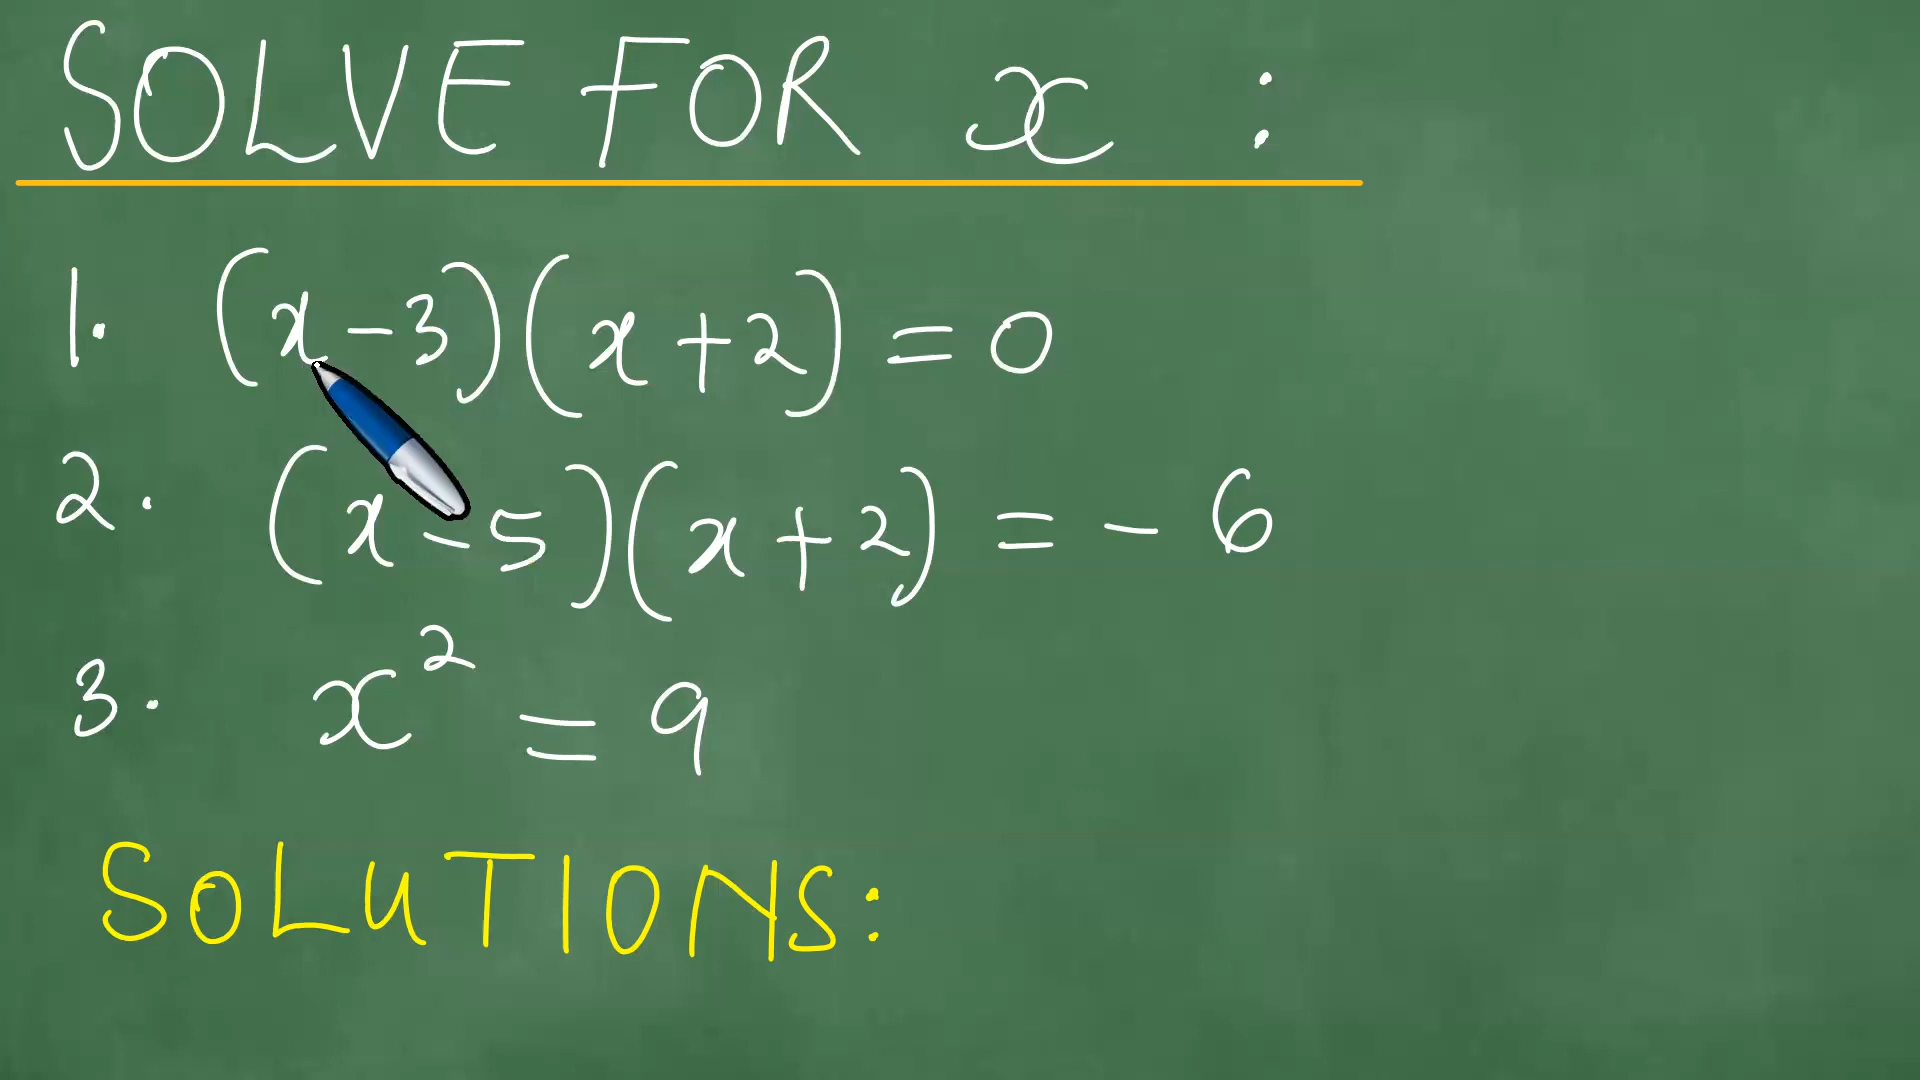 SOLVE FOR x :
1. (x-3)(x+2) = 0
2. (x-5)(x+2) = -6
3. x² = 9
SOLUTIONS: